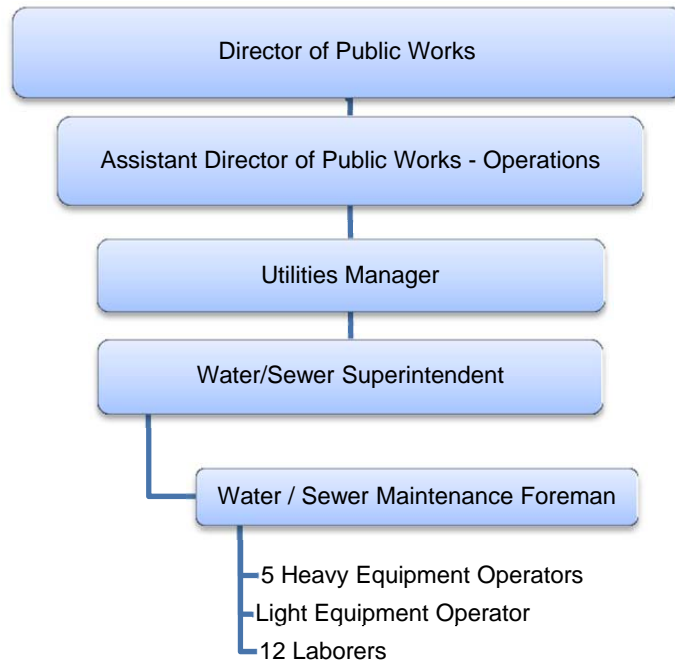 Director of Public Works
Assistant Director of Public Works - Operations
Utilities Manager
Water/Sewer Superintendent
Water / Sewer Maintenance Foreman
5 Heavy Equipment Operators
Light Equipment Operator
12 Laborers